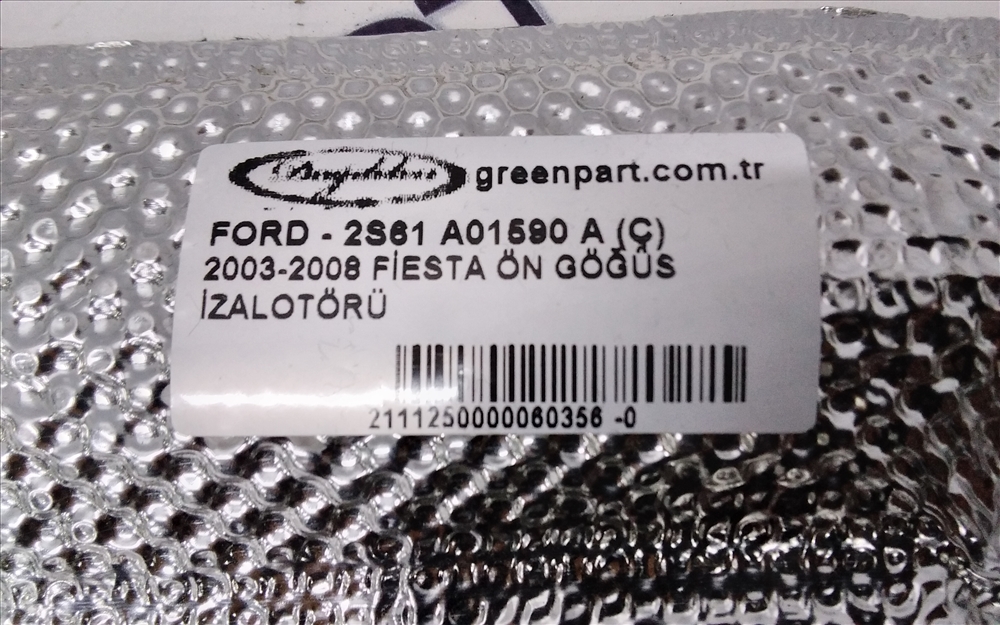 greenpart.com.tr
FORD - 2S61 A01590 A (Ç)
2003-2008 FİESTA ÖN GÖĞÜS
İZALOTÖRÜ
2111250000060356 -0